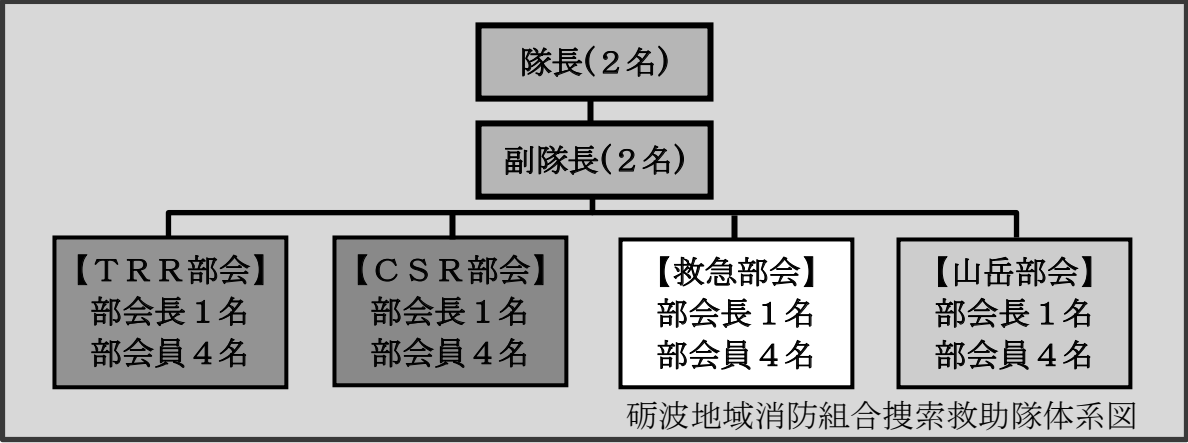 隊長(２名)
副隊長(２名)
【ＴＲＲ部会】
部会長１名
部会員４名
【ＣＳＲ部会】
部会長１名
部会員４名
【救急部会】
部会長１名
部会員４名
【山岳部会】
部会長１名
部会員４名
砺波地域消防組合捜索救助隊体系図